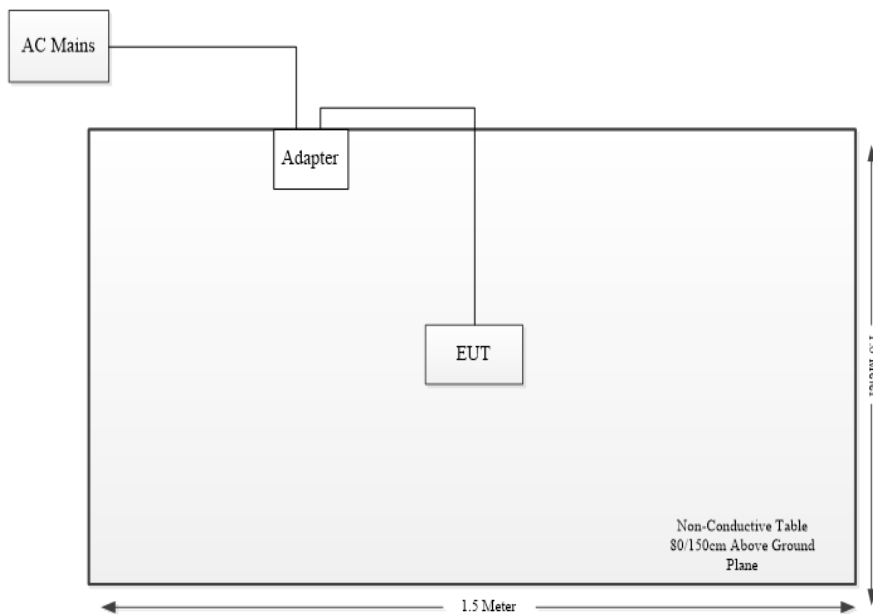 AC Mains
Adapter
EUT
Non-Conductive Table
80/150cm Above Ground
Plane
1.5 Meter